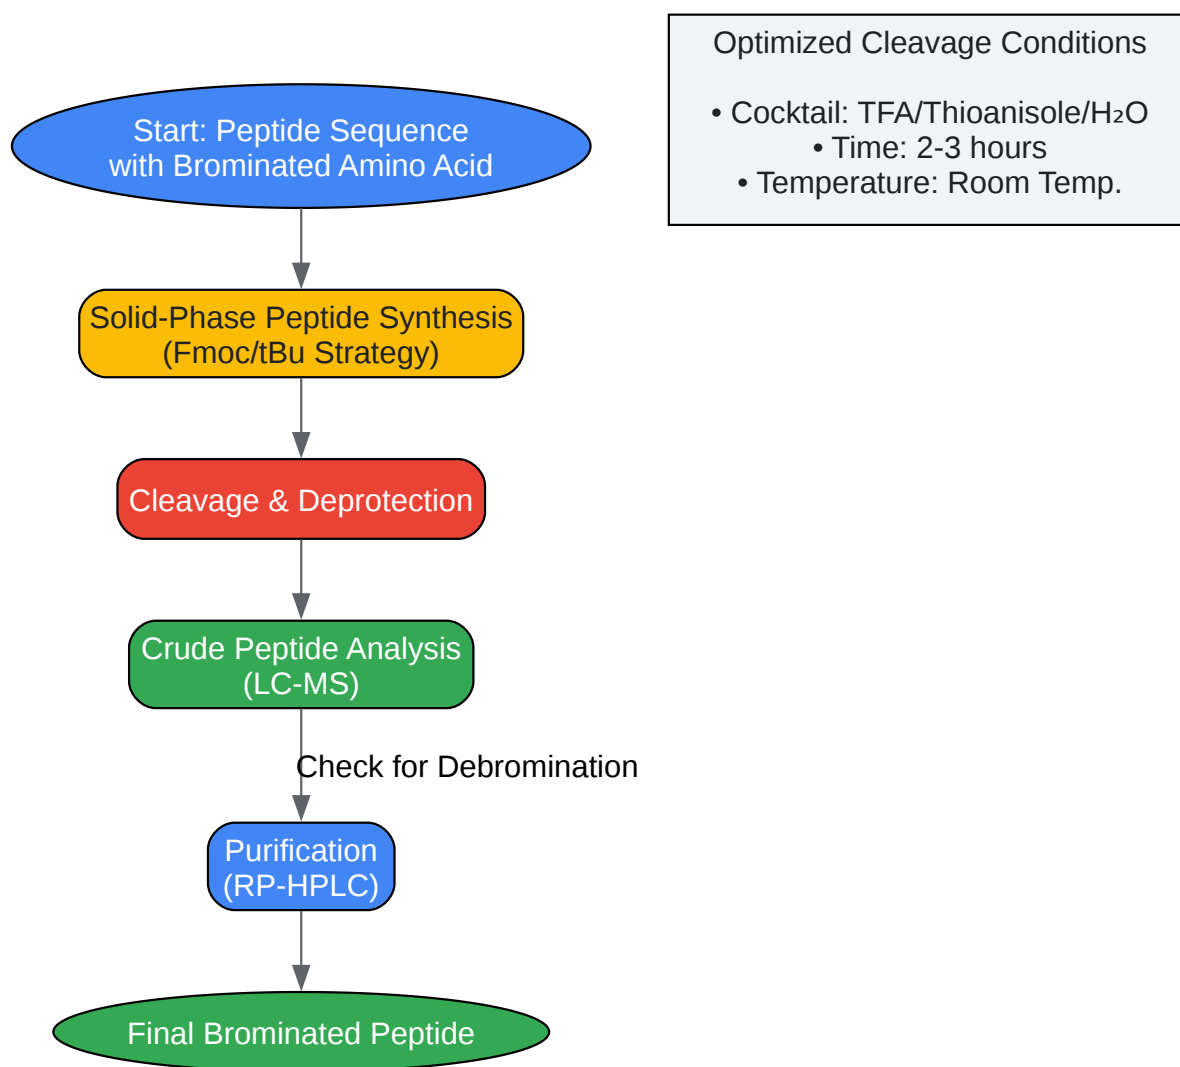 Optimized Cleavage Conditions
• Cocktail: TFA/Thioanisole/H₂O
• Time: 2-3 hours
• Temperature: Room Temp.
Start: Peptide Sequence
with Brominated Amino Acid
Solid-Phase Peptide Synthesis
(Fmoc/tBu Strategy)
Cleavage & Deprotection
Crude Peptide Analysis
(LC-MS)
Check for Debromination
Purification
(RP-HPLC)
Final Brominated Peptide